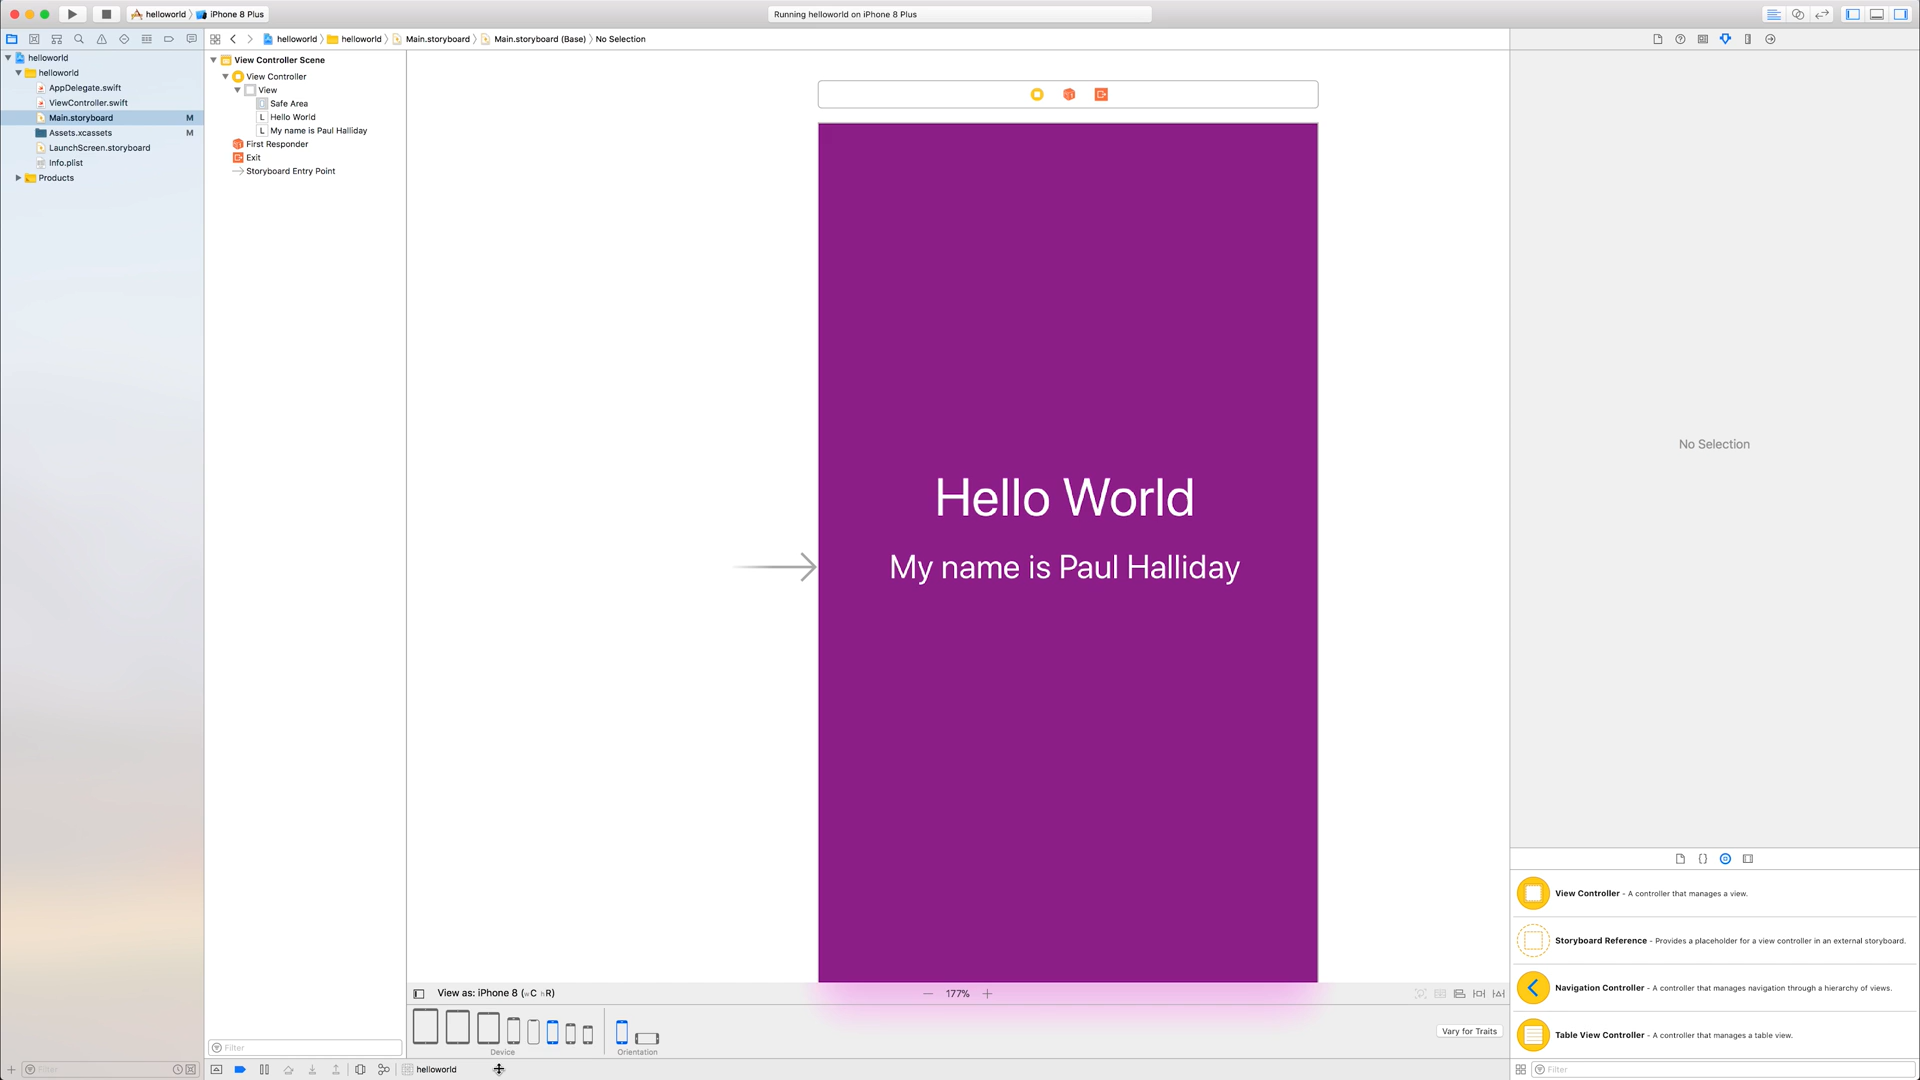 helloworld
iPhone 8 Plus
Running helloworld on iPhone 8 Plus
helloworld
helloworld
Main.storyboard
Main.storyboard (Base)
No Selection
helloworld
helloworld
AppDelegate.swift
ViewController.swift
Main.storyboard M
Assets.xcassets M
LaunchScreen.storyboard
Info.plist
Products
View Controller Scene
View Controller
View
Safe Area
L Hello World
L My name is Paul Halliday
First Responder
Exit
Storyboard Entry Point
Hello World
My name is Paul Halliday
No Selection
View Controller - A controller that manages a view.
Storyboard Reference - Provides a placeholder for a view controller in an external storyboard.
Navigation Controller - A controller that manages navigation through a hierarchy of views.
Table View Controller - A controller that manages a table view.
View as: iPhone 8 (wC hR)
177%
Device
Orientation
Vary for Traits
Filter
Filter
helloworld
Filter